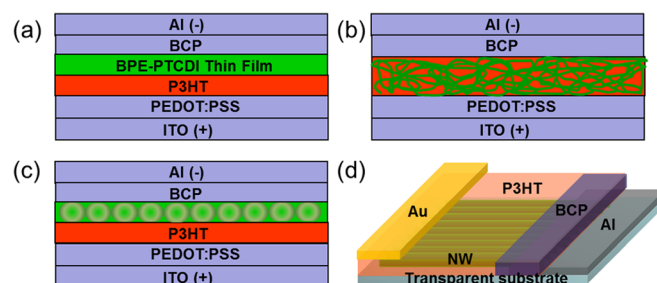 (a)
Al (-)
BCP
BPE-PTCDI Thin Film
P3HT
PEDOT:PSS
ITO (+)
(b)
Al (-)
BCP
PEDOT:PSS
ITO (+)
(c)
Al (-)
BCP
P3HT
PEDOT:PSS
ITO (+)
(d)
P3HT
Au
BCP
Al
NW
Transparent substrate